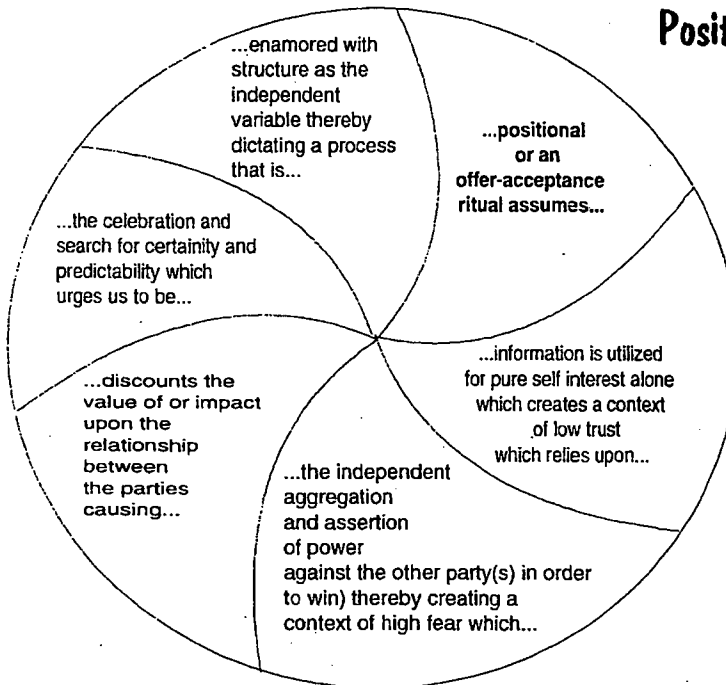 Posit
...enamored with
structure as the
independent
variable thereby
dictating a process
that is...
...positional
or an
offer-acceptance
ritual assumes...
...information is utilized
for pure self interest alone
which creates a context
of low trust
which relies upon...
...the independent
aggregation
and assertion
of power
against the other party(s) in order
to win) thereby creating a
context of high fear which...
...discounts the
value of or impact
upon the
relationship
between
the parties
causing...
...the celebration and
search for certainity and
predictability which
urges us to be...